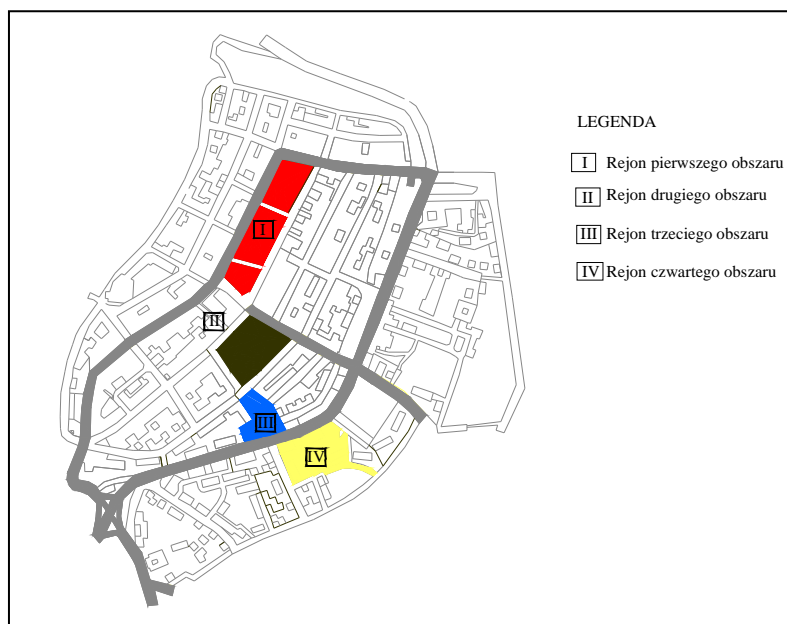 LEGENDA
I Rejon pierwszego obszaru
II Rejon drugiego obszaru
III Rejon trzeciego obszaru
IV Rejon czwartego obszaru
I
II
III
IV